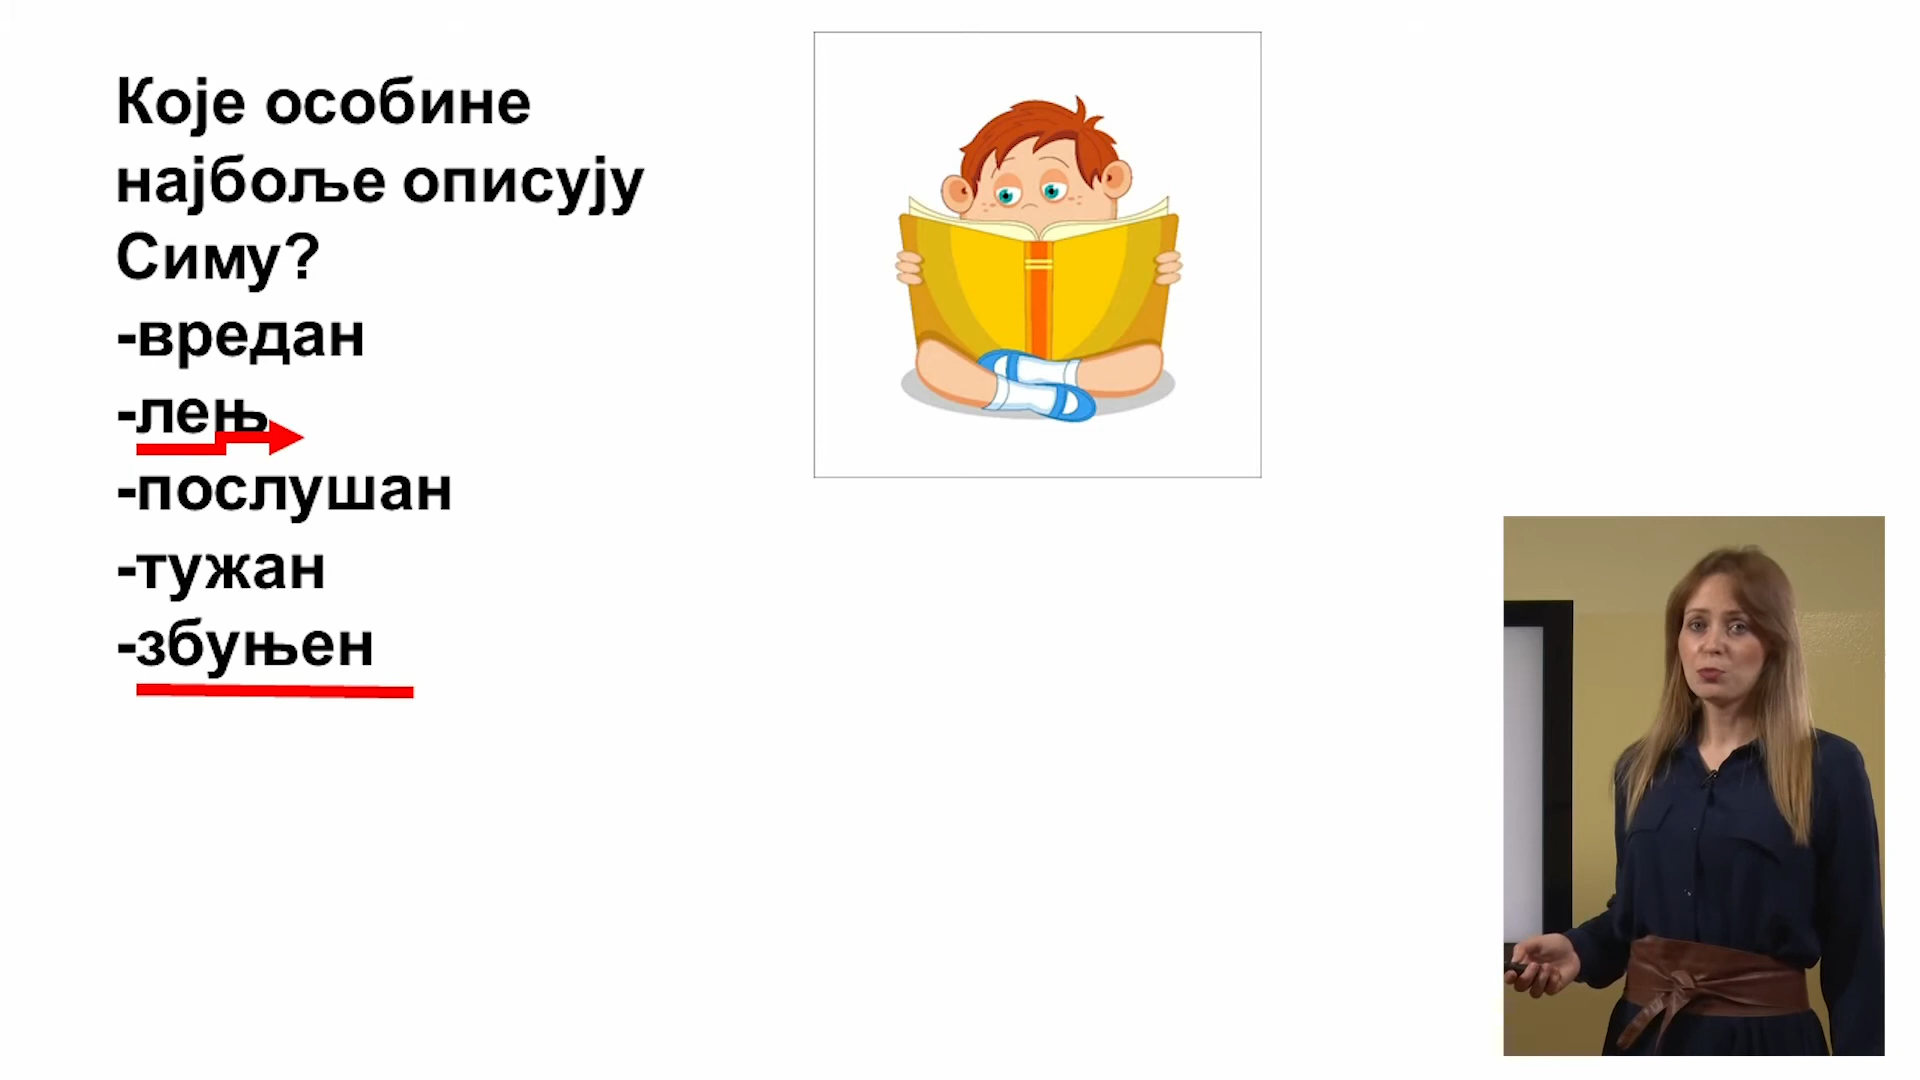 Које особине
најбоље описују
Симу?
-вредан
-лењ
-послушан
-тужан
-збуњен